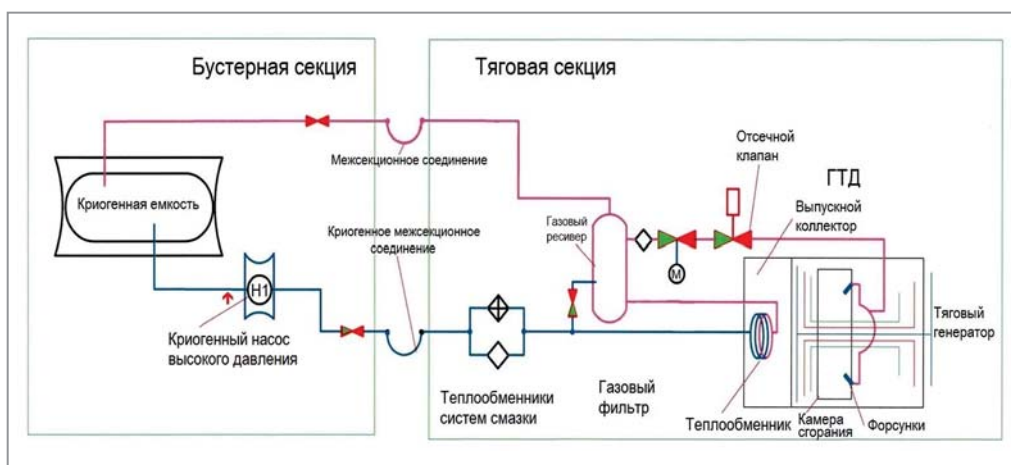 Бустерная секция
Тяговая секция
Межсекционное соединение
Отсечной
клапан
ГТД
Выпускной
коллектор
Криогенная емкость
Криогенное межсекционное
соединение
Газовый
ресивер
М
Н1
Криогенный насос
высокого давления
Тяговый
генератор
Теплообменники
систем смазки
Газовый
фильтр
Теплообменник
Камера
сгорания
Форсунки